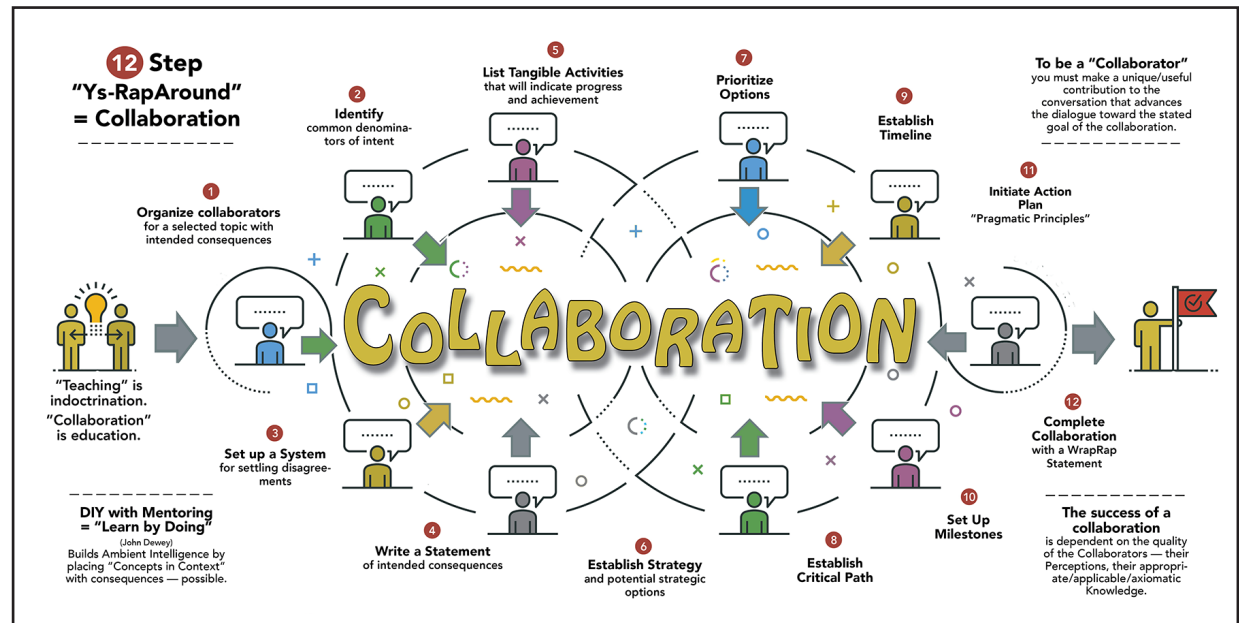 12 Step
“Ys-RapAround”
= Collaboration
1
Organize collaborators
for a selected topic with
intended consequences
2
Identify
common denomina-
tors of intent
5
List Tangible Activities
that will indicate progress
and achievement
7
Prioritize
Options
9
Establish
Timeline
To be a “Collaborator”
you must make a unique/useful
contribution to the
conversation that advances
the dialogue toward the stated
goal of the collaboration.
11
Initiate Action
Plan
“Pragmatic Principles”
COLLABORATION
“Teaching” is
indoctrination.
“Collaboration”
is education.
3
Set up a System
for settling disagree-
ments
4
Write a Statement
of intended consequences
6
Establish Strategy
and potential strategic
options
8
Establish
Critical Path
10
Set Up
Milestones
12
Complete
Collaboration
with a WrapRap
Statement
DIY with Mentoring
= “Learn by Doing”
(John Dewey)
Builds Ambient Intelligence by
placing “Concepts in Context”
with consequences — possible.
The success of a
collaboration
is dependent on the quality
of the Collaborators — their
Perceptions, their appropri-
ate/applicable/axiomatic
Knowledge.